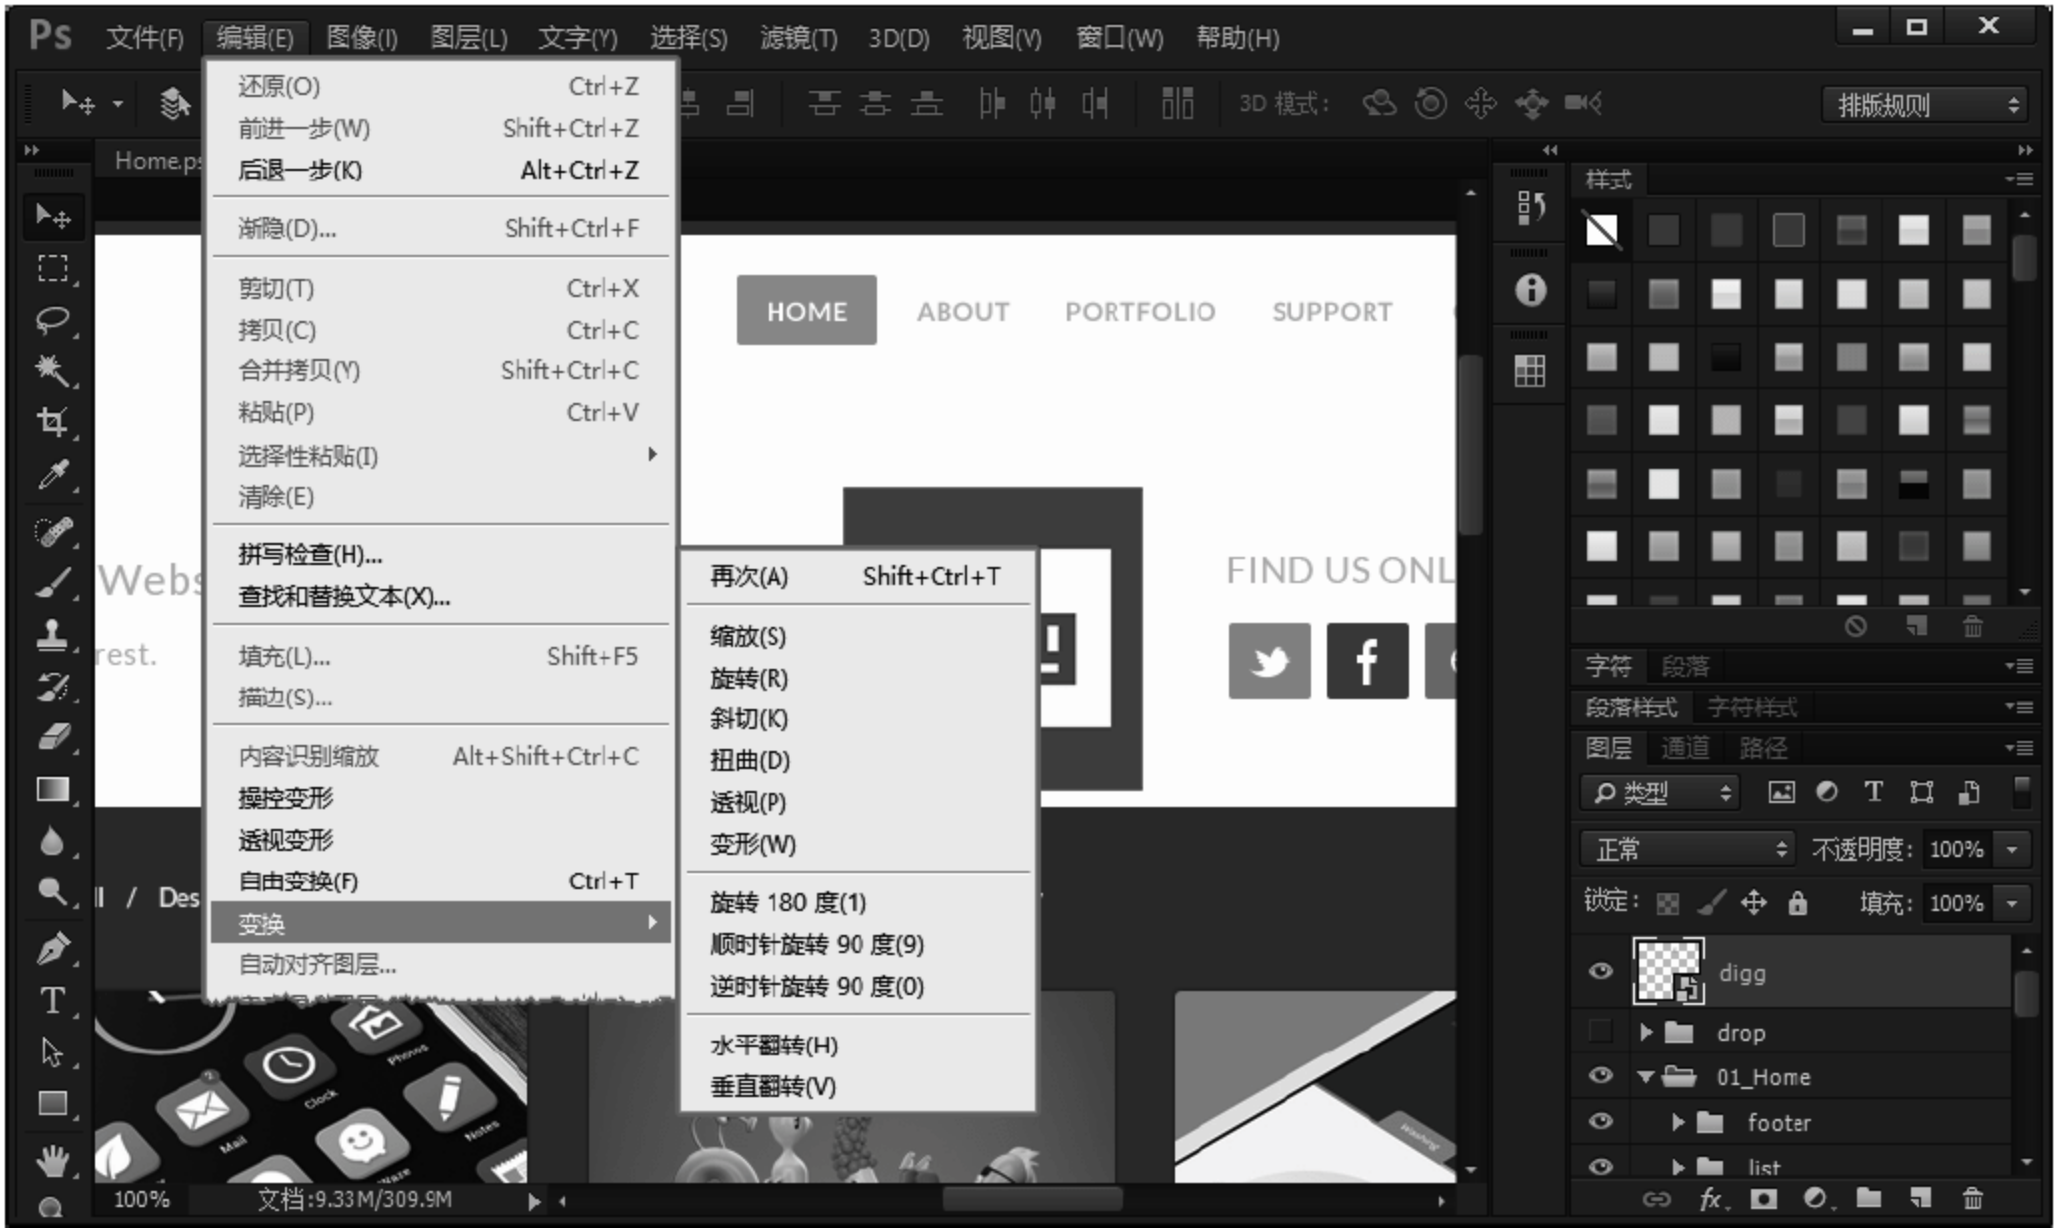 Ps 文件(F) 编辑(E) 图像(I) 图层(L) 文字(Y) 选择(S) 滤镜(T) 3D(D) 视图(V) 窗口(W) 帮助(H)
3D 模式: 排版规则
Home.ps
还原(O) Ctrl+Z
前进一步(W) Shift+Ctrl+Z
后退一步(K) Alt+Ctrl+Z
渐隐(D)... Shift+Ctrl+F
剪切(T) Ctrl+X
拷贝(C) Ctrl+C
合并拷贝(Y) Shift+Ctrl+C
粘贴(P) Ctrl+V
选择性粘贴(I)
清除(E)
拼写检查(H)...
查找和替换文本(X)...
填充(L)... Shift+F5
描边(S)...
内容识别缩放 Alt+Shift+Ctrl+C
操控变形
透视变形
自由变换(F) Ctrl+T
变换
自动对齐图层...
再次(A) Shift+Ctrl+T
缩放(S)
旋转(R)
斜切(K)
扭曲(D)
透视(P)
变形(W)
旋转 180 度(1)
顺时针旋转 90 度(9)
逆时针旋转 90 度(0)
水平翻转(H)
垂直翻转(V)
HOME ABOUT PORTFOLIO SUPPORT
Webs
rest.
FIND US ONL
/ Des
Photos
Clock
Mail
Notes
Washing
100% 文档:9.33M/309.9M
样式
字符 段落
段落样式 字符样式
图层 通道 路径
类型
正常 不透明度: 100%
锁定: 填充: 100%
digg
drop
01_Home
footer
list